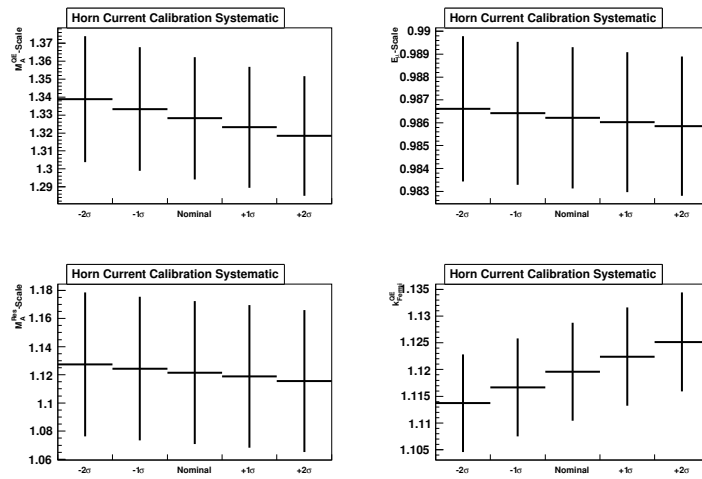 Horn Current Calibration Systematic
M_A^QE-Scale
1.37
1.36
1.35
1.34
1.33
1.32
1.31
1.3
1.29
-2σ -1σ Nominal +1σ +2σ
Horn Current Calibration Systematic
E_μ-Scale
0.99
0.989
0.988
0.987
0.986
0.985
0.984
0.983
-2σ -1σ Nominal +1σ +2σ
Horn Current Calibration Systematic
M_A^Res-Scale
1.18
1.16
1.14
1.12
1.1
1.08
1.06
-2σ -1σ Nominal +1σ +2σ
Horn Current Calibration Systematic
k_Fermi^QE
1.135
1.13
1.125
1.12
1.115
1.11
1.105
-2σ -1σ Nominal +1σ +2σ